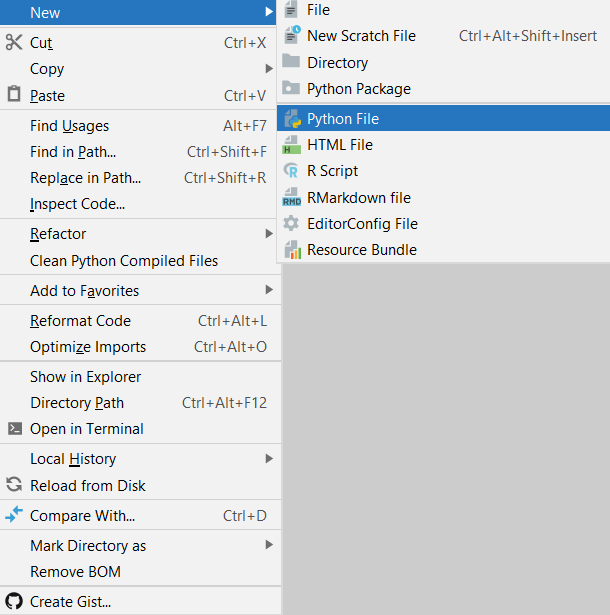 New
Cut Ctrl+X
Copy
Paste Ctrl+V
Find Usages Alt+F7
Find in Path... Ctrl+Shift+F
Replace in Path... Ctrl+Shift+R
Inspect Code...
Refactor
Clean Python Compiled Files
Add to Favorites
Reformat Code Ctrl+Alt+L
Optimize Imports Ctrl+Alt+O
Show in Explorer
Directory Path Ctrl+Alt+F12
Open in Terminal
Local History
Reload from Disk
Compare With... Ctrl+D
Mark Directory as
Remove BOM
Create Gist...
File
New Scratch File Ctrl+Alt+Shift+Insert
Directory
Python Package
Python File
H HTML File
R Script
RMD RMarkdown file
EditorConfig File
Resource Bundle